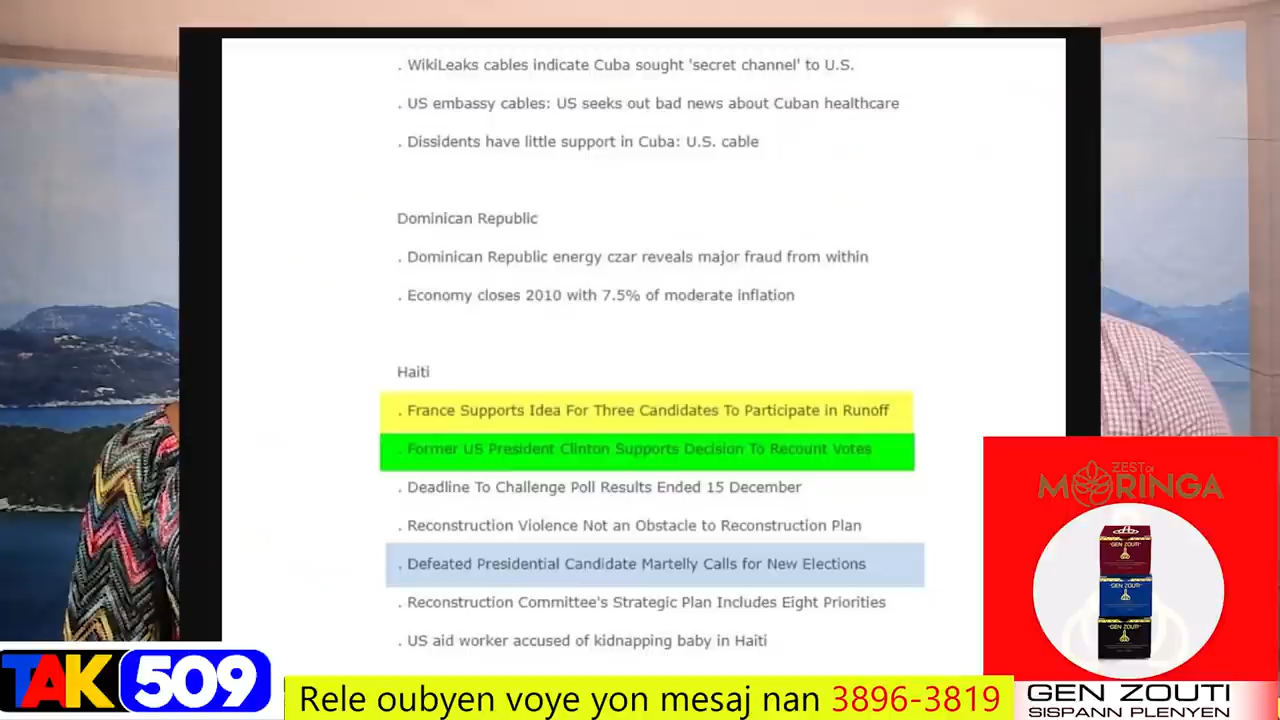 . WikiLeaks cables indicate Cuba sought 'secret channel' to U.S.
. US embassy cables: US seeks out bad news about Cuban healthcare
. Dissidents have little support in Cuba: U.S. cable
Dominican Republic
. Dominican Republic energy czar reveals major fraud from within
. Economy closes 2010 with 7.5% of moderate inflation
Haiti
. France Supports Idea For Three Candidates To Participate in Runoff
. Former US President Clinton Supports Decision To Recount Votes
. Deadline To Challenge Poll Results Ended 15 December
. Reconstruction Violence Not an Obstacle to Reconstruction Plan
. Defeated Presidential Candidate Martelly Calls for New Elections
. Reconstruction Committee's Strategic Plan Includes Eight Priorities
. US aid worker accused of kidnapping baby in Haiti
ZEST of
MORINGA
GEN ZOUTI
GEN ZOUTI
GEN ZOUTI
TAK 509
Rele oubyen voye yon mesaj nan 3896-3819
GEN ZOUTI
SISPANN PLENYEN